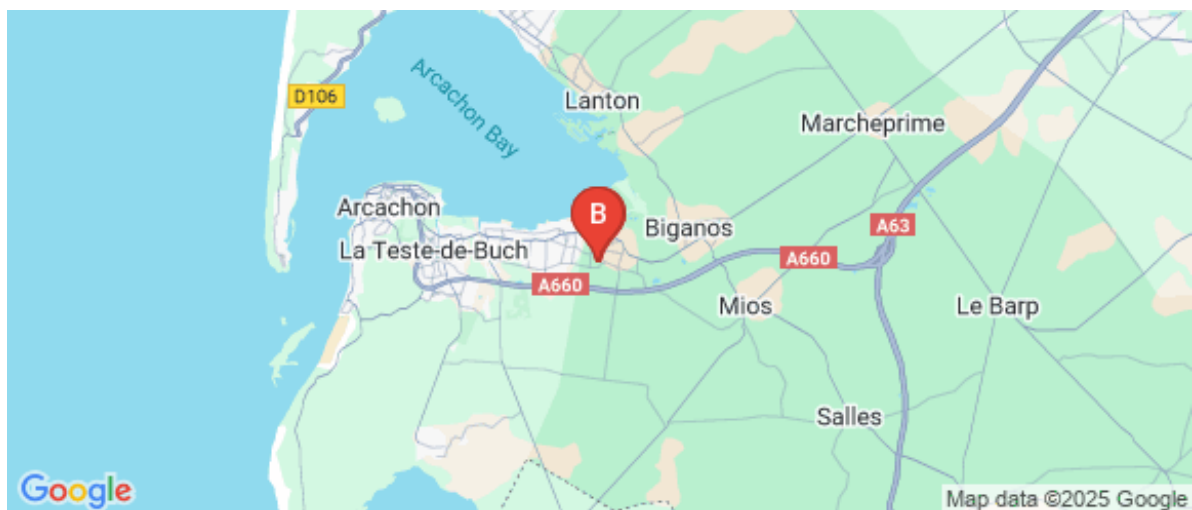 D106
Arcachon Bay
Lanton
Marcheprime
Arcachon
B
Biganos
A63
La Teste-de-Buch
A660
A660
Mios
Le Barp
Salles
Google
Map data ©2025 Google